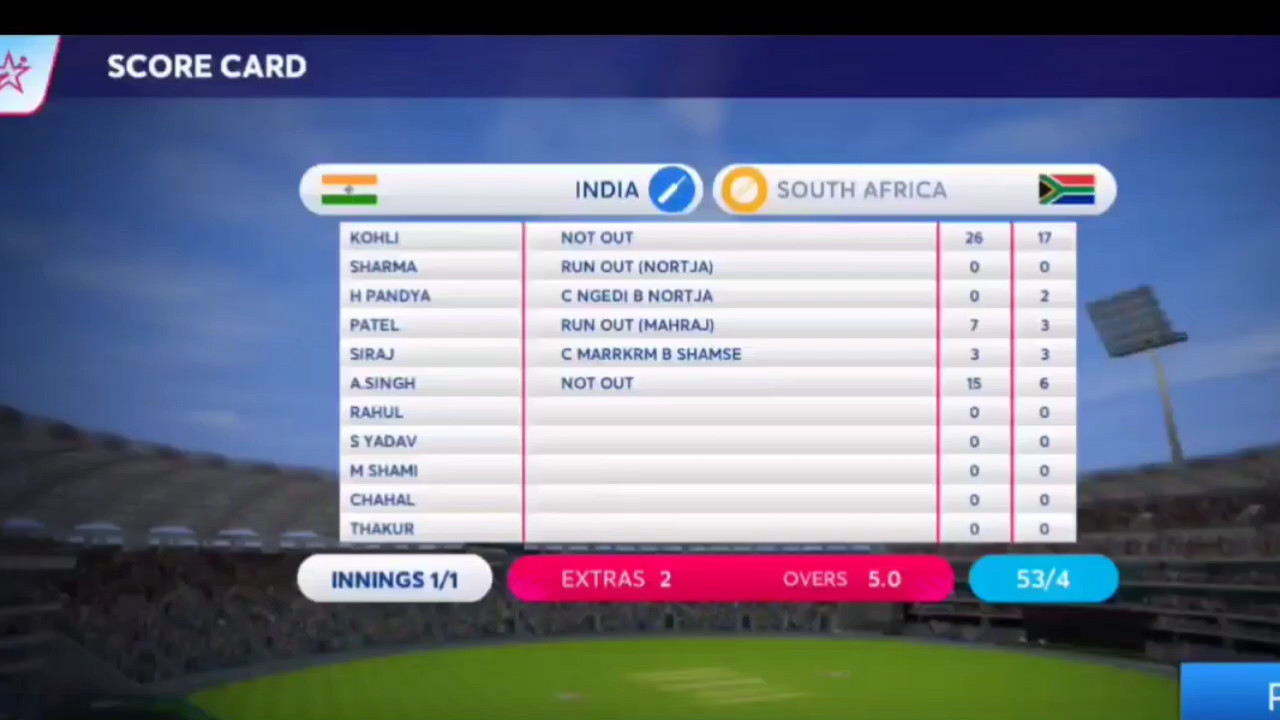 SCORE CARD
INDIA SOUTH AFRICA
KOHLI NOT OUT 26 17
SHARMA RUN OUT (NORTJA) 0 0
H PANDYA C NGEDI B NORTJA 0 2
PATEL RUN OUT (MAHRAJ) 7 3
SIRAJ C MARRKRM B SHAMSE 3 3
A.SINGH NOT OUT 15 6
RAHUL 0 0
S YADAV 0 0
M SHAMI 0 0
CHAHAL 0 0
THAKUR 0 0
INNINGS 1/1 EXTRAS 2 OVERS 5.0 53/4